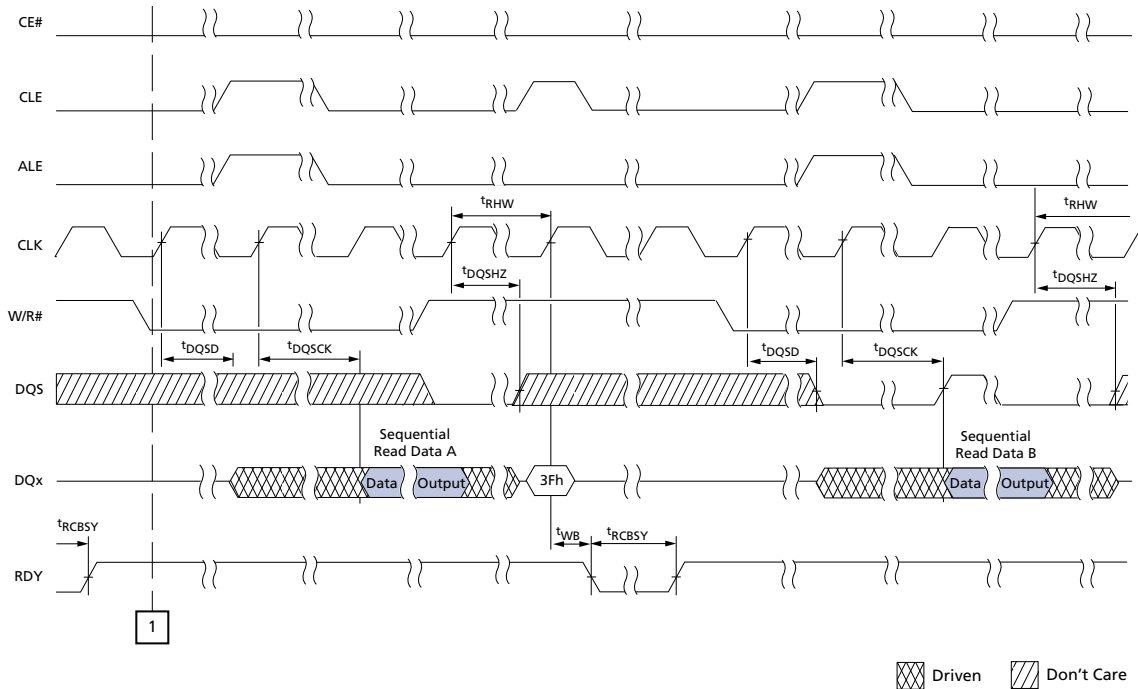 CE#
CLE
ALE
tRHW
tRHW
CLK
tDQSHZ
tDQSHZ
W/R#
tDQSD
tDQSCK
tDQSD
tDQSCK
DQS
Sequential
Read Data A
Sequential
Read Data B
DQx
Data
Output
3Fh
Data
Output
tRCBSY
tWB
tRCBSY
RDY
1
Driven
Don't Care